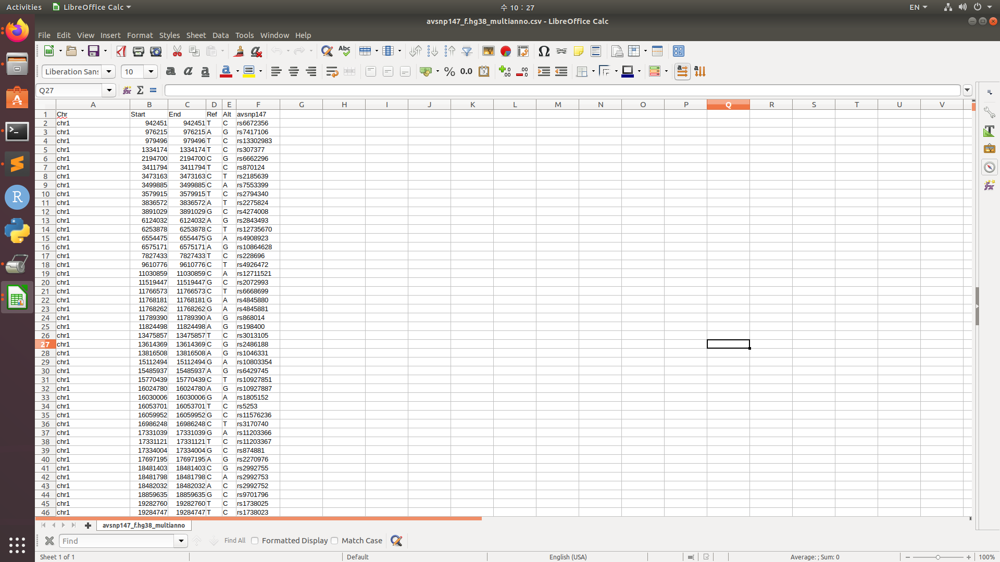 Activities LibreOffice Calc 수 10 : 27 EN
avsnp147_f.hg38_multianno.csv - LibreOffice Calc
File Edit View Insert Format Styles Sheet Data Tools Window Help
Liberation Sans 10
Q27
A B C D E F G H I J K L M N O P Q R S T U V
1 Chr Start End Ref Alt avsnp147
2 chr1 942451 942451 T C rs6672356
3 chr1 976215 976215 A G rs7417106
4 chr1 979496 979496 T C rs13302983
5 chr1 1334174 1334174 T C rs307377
6 chr1 2194700 2194700 C G rs6662296
7 chr1 3411794 3411794 T C rs870124
8 chr1 3473163 3473163 C T rs2185639
9 chr1 3499885 3499885 C A rs7553399
10 chr1 3579915 3579915 T C rs2794340
11 chr1 3836572 3836572 A T rs2275824
12 chr1 3891029 3891029 G C rs4274008
13 chr1 6124032 6124032 A G rs2843493
14 chr1 6253878 6253878 C T rs12735670
15 chr1 6554475 6554475 G A rs4908923
16 chr1 6575171 6575171 A G rs10864628
17 chr1 7827433 7827433 T C rs228696
18 chr1 9610776 9610776 C T rs4926472
19 chr1 11030859 11030859 C A rs12711521
20 chr1 11519447 11519447 G C rs2072993
21 chr1 11766573 11766573 C T rs6668699
22 chr1 11768181 11768181 G A rs4845880
23 chr1 11768262 11768262 G A rs4845881
24 chr1 11789390 11789390 A G rs868014
25 chr1 11824498 11824498 A G rs198400
26 chr1 13475857 13475857 T C rs3013105
27 chr1 13614369 13614369 C G rs2486188
28 chr1 13816508 13816508 A G rs1046331
29 chr1 15112494 15112494 G A rs10803354
30 chr1 15485937 15485937 A G rs6429745
31 chr1 15770439 15770439 C T rs10927851
32 chr1 16024780 16024780 A G rs10927887
33 chr1 16030006 16030006 G A rs1805152
34 chr1 16053701 16053701 T C rs5253
35 chr1 16059952 16059952 G C rs11576236
36 chr1 16986248 16986248 C T rs3170740
37 chr1 17331039 17331039 G A rs11203366
38 chr1 17331121 17331121 T C rs11203367
39 chr1 17334004 17334004 G C rs874881
40 chr1 17697195 17697195 A G rs2270976
41 chr1 18481403 18481403 C G rs2992755
42 chr1 18481798 18481798 C A rs2992753
43 chr1 18482032 18482032 A C rs2992752
44 chr1 18859635 18859635 G C rs9701796
45 chr1 19282760 19282760 T C rs1738025
46 chr1 19284747 19284747 T C rs1738023
avsnp147_f.hg38_multianno
Find Find All Formatted Display Match Case
Sheet 1 of 1 Default English (USA) Average: ; Sum: 0 100%